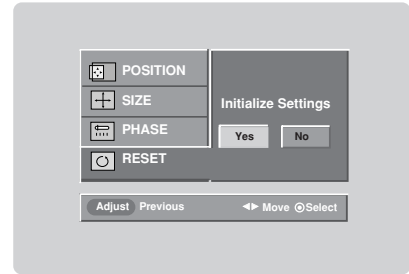 POSITION
SIZE
PHASE
RESET
Initialize Settings
Yes No
Adjust Previous ◄► Move ⦿Select